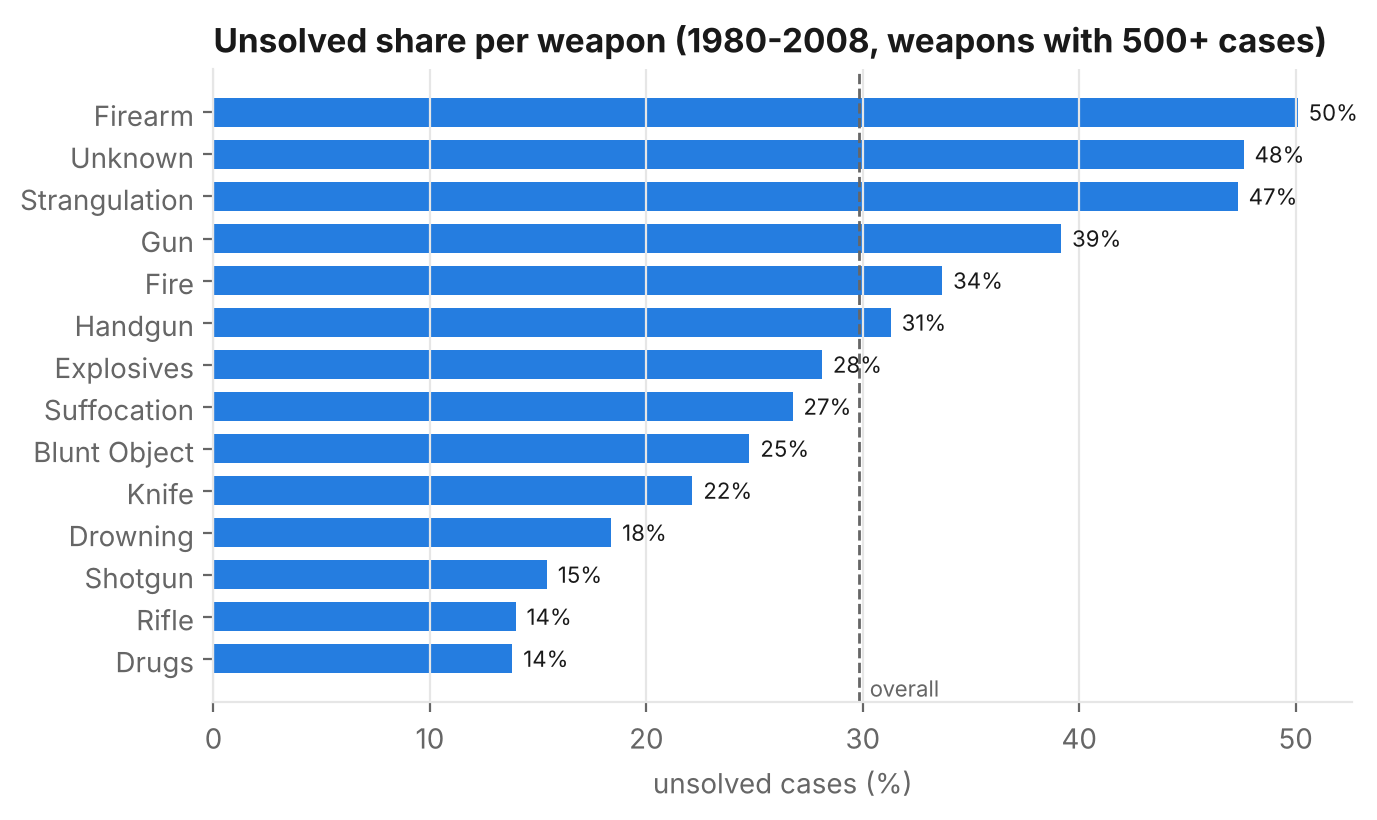 Unsolved share per weapon (1980-2008, weapons with 500+ cases)
Firearm 50%
Unknown 48%
Strangulation 47%
Gun 39%
Fire 34%
Handgun 31%
Explosives 28%
Suffocation 27%
Blunt Object 25%
Knife 22%
Drowning 18%
Shotgun 15%
Rifle 14%
Drugs 14%
overall
0 10 20 30 40 50
unsolved cases (%)